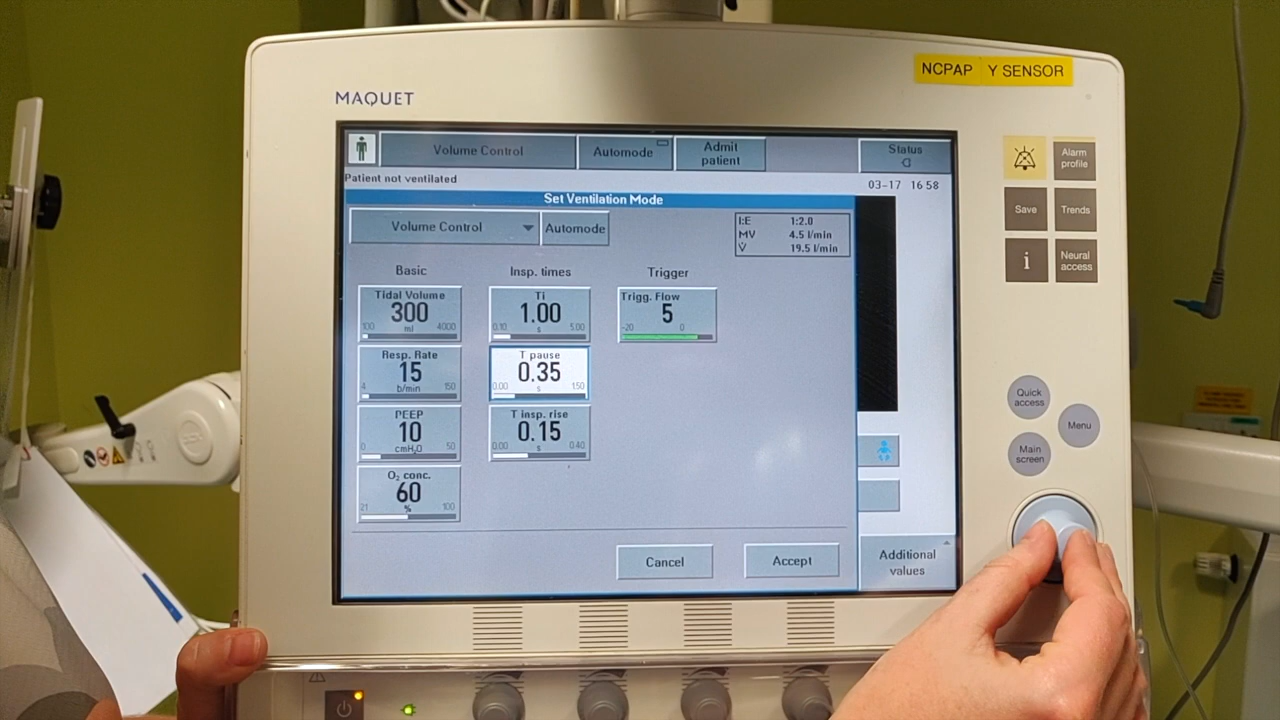 NCPAP Y SENSOR
MAQUET
Volume Control
Automode
Admit patient
Status
Alarm profile
Patient not ventilated
03-17 16 58
Set Ventilation Mode
Volume Control
Automode
I:E 1:2.0
MV 4.5 l/min
V̇ 19.5 l/min
Save
Trends
i
Neural access
Basic
Insp. times
Trigger
Tidal Volume
300
100 ml 4000
Ti
1.00
0.10 s 5.00
Trigg. Flow
5
-20 0
Resp. Rate
15
4 b/min 150
T pause
0.35
0.00 s 1.50
PEEP
10
0 cmH₂O 50
T insp. rise
0.15
0.00 s 0.40
O₂ conc.
60
21 % 100
Quick access
Menu
Main screen
Cancel
Accept
Additional values